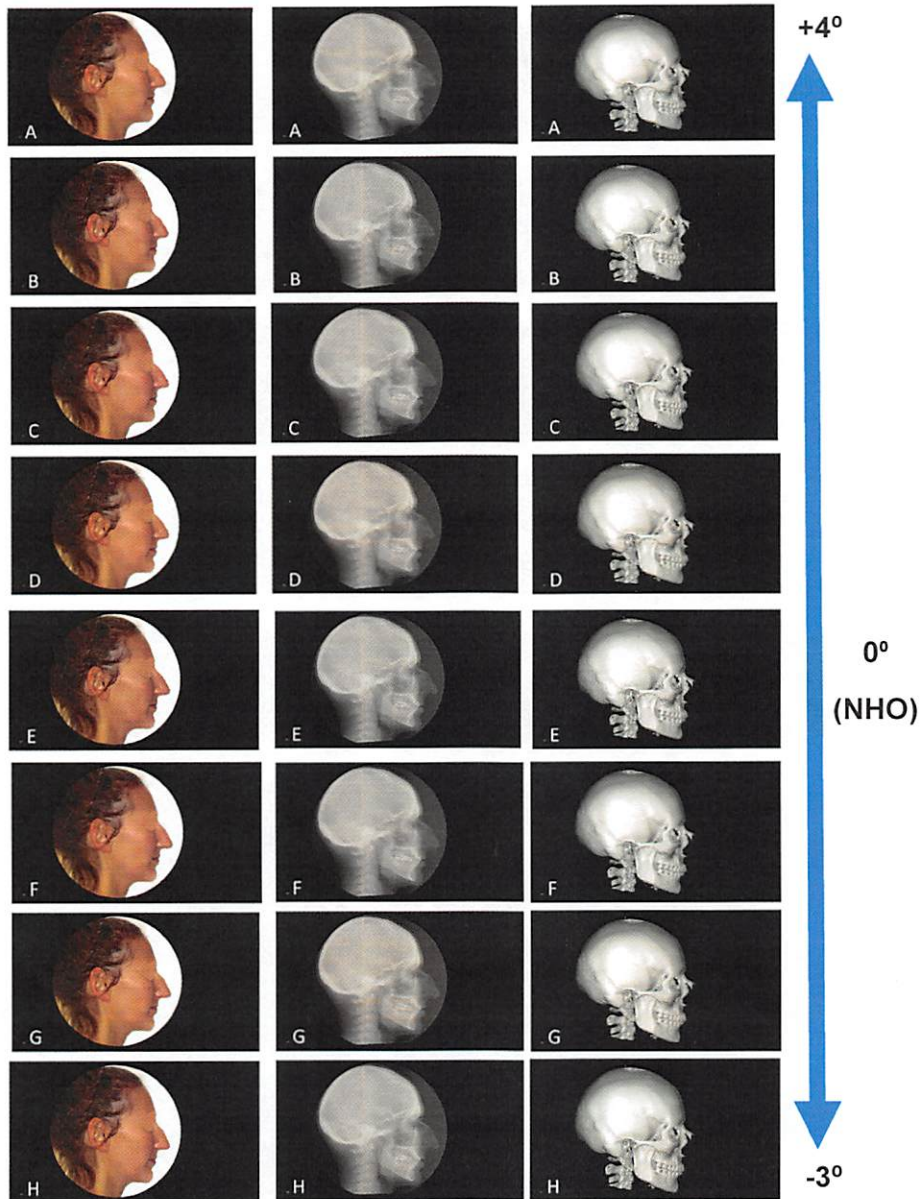 A A A +4º
B B B
C C C
D D D
E E E 0º
(NHO)
F F F
G G G
H H H -3º